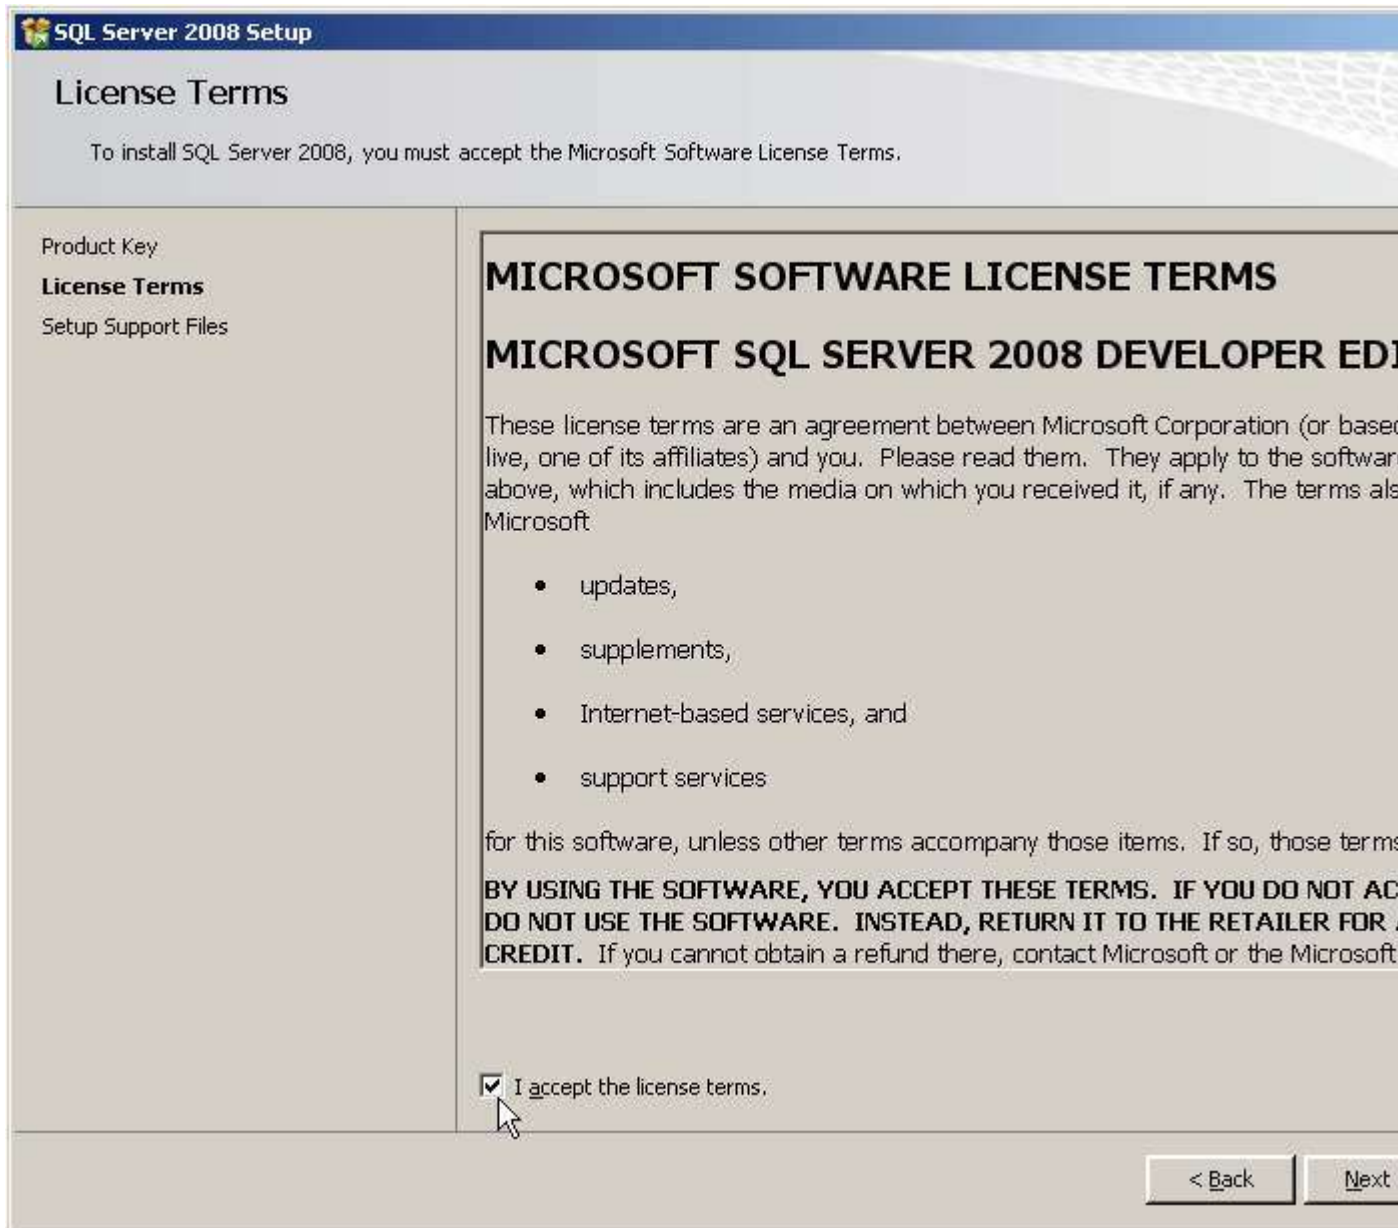 SQL Server 2008 Setup
License Terms
To install SQL Server 2008, you must accept the Microsoft Software License Terms.
Product Key
License Terms
Setup Support Files
MICROSOFT SOFTWARE LICENSE TERMS
MICROSOFT SQL SERVER 2008 DEVELOPER EDI
These license terms are an agreement between Microsoft Corporation (or based
live, one of its affiliates) and you. Please read them. They apply to the softwar
above, which includes the media on which you received it, if any. The terms als
Microsoft
• updates,
• supplements,
• Internet-based services, and
• support services
for this software, unless other terms accompany those items. If so, those terms
BY USING THE SOFTWARE, YOU ACCEPT THESE TERMS. IF YOU DO NOT AC
DO NOT USE THE SOFTWARE. INSTEAD, RETURN IT TO THE RETAILER FOR A
CREDIT. If you cannot obtain a refund there, contact Microsoft or the Microsoft
I accept the license terms.
< Back
Next